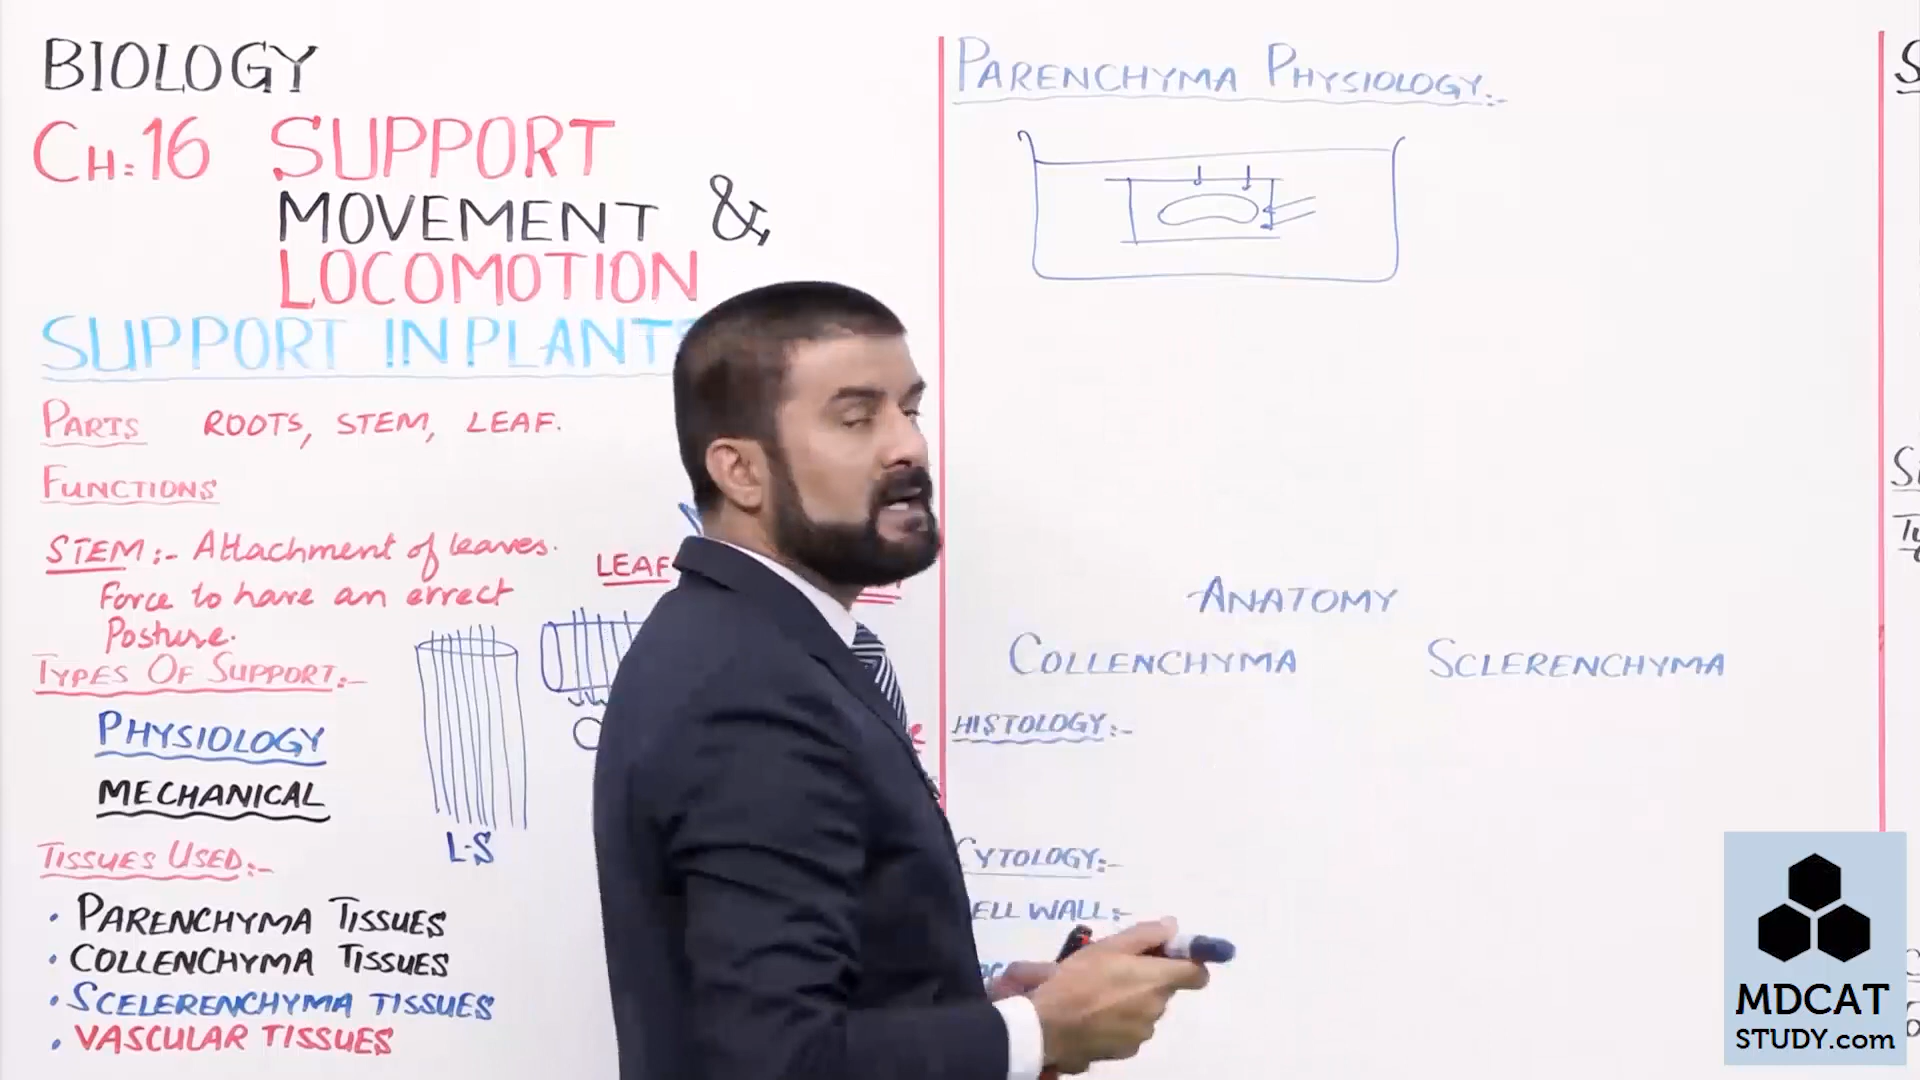 BIOLOGY
CH:16 SUPPORT
MOVEMENT &
LOCOMOTION
SUPPORT IN PLANT
PARTS ROOTS, STEM, LEAF.
FUNCTIONS
STEM:- Attachment of leaves.
Force to have an errect
Posture.
LEAF
TYPES OF SUPPORT:-
PHYSIOLOGY
MECHANICAL
L-S
TISSUES USED:-
• PARENCHYMA TISSUES
• COLLENCHYMA TISSUES
• SCELERENCHYMA TISSUES
• VASCULAR TISSUES
PARENCHYMA PHYSIOLOGY:-
ANATOMY
COLLENCHYMA SCLERENCHYMA
HISTOLOGY:-
CYTOLOGY:-
ELL WALL:-
MDCAT
STUDY.com